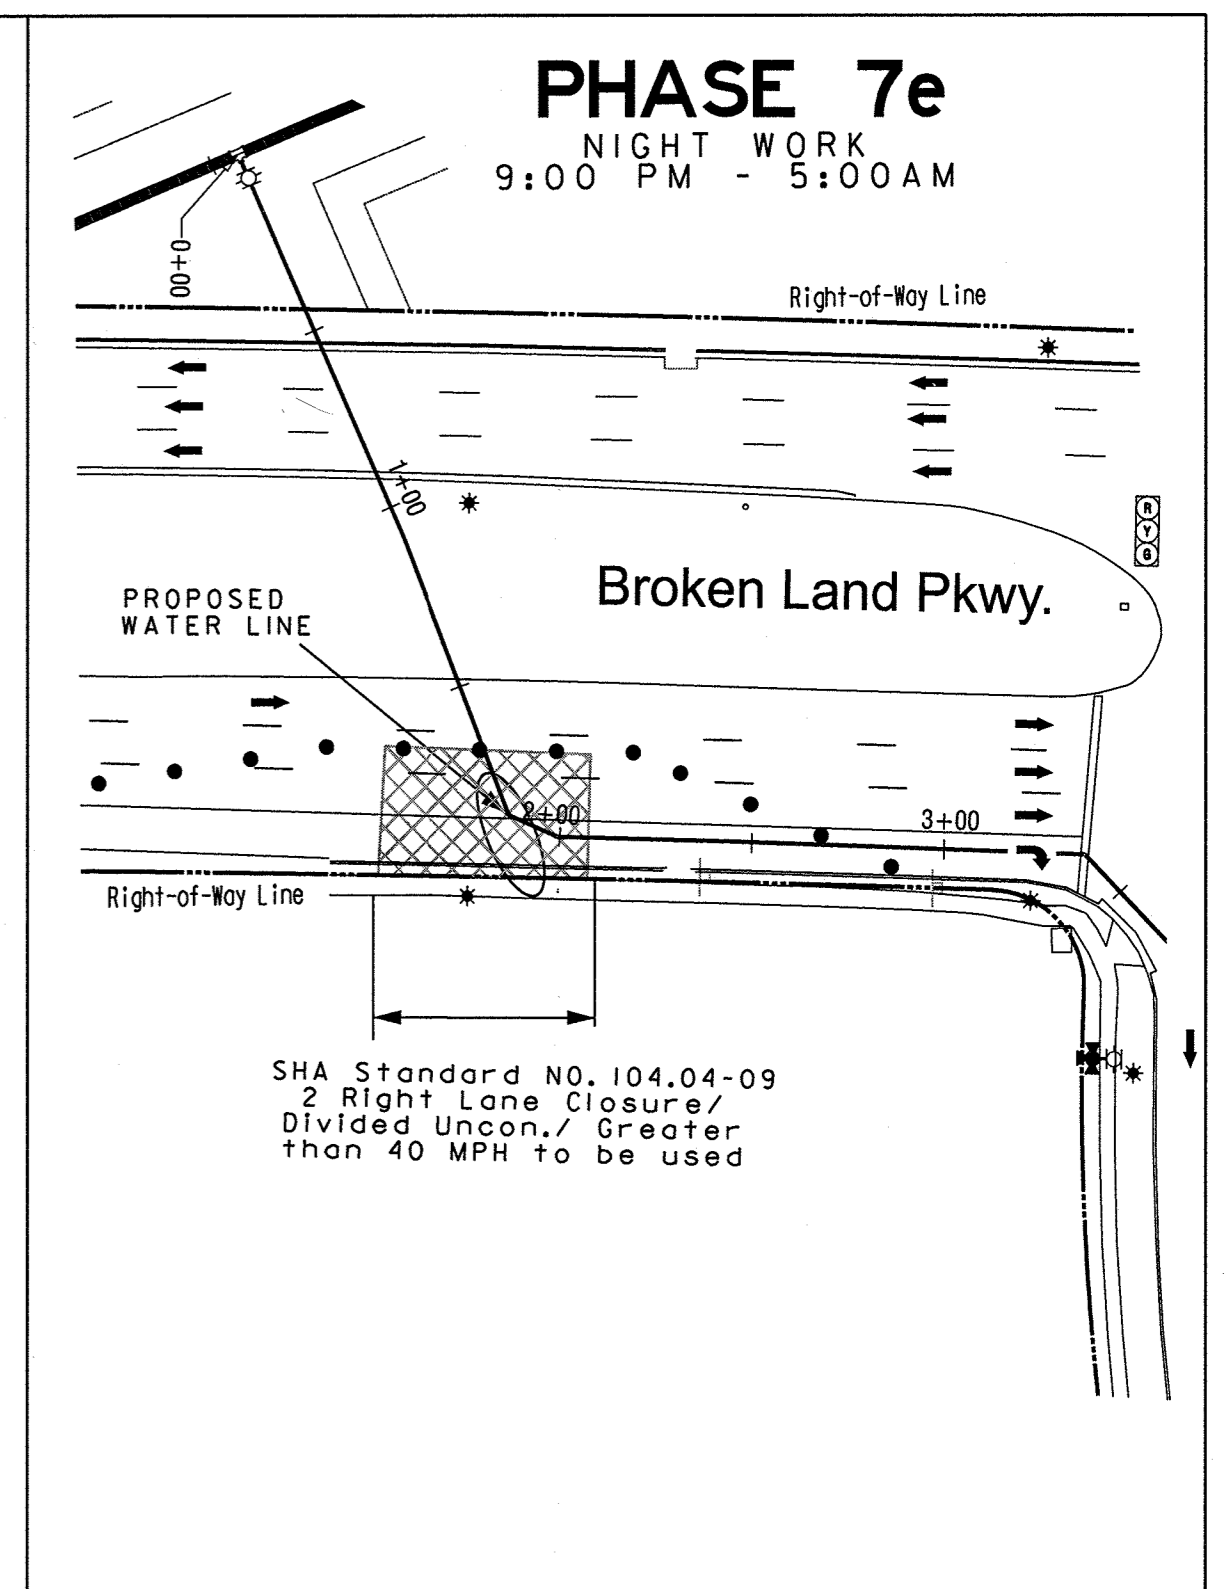 PHASE 7e
NIGHT WORK
9:00 PM - 5:00AM
0+00
Right-of-Way Line
1+00
R
Y
G
Broken Land Pkwy.
PROPOSED
WATER LINE
2+00
3+00
Right-of-Way Line
SHA Standard NO. 104.04-09
2 Right Lane Closure/
Divided Uncon./ Greater
than 40 MPH to be used